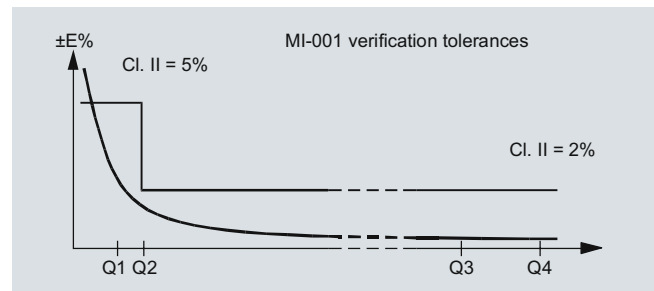 ±E%
MI-001 verification tolerances
Cl. II = 5%
Cl. II = 2%
Q1 Q2 Q3 Q4